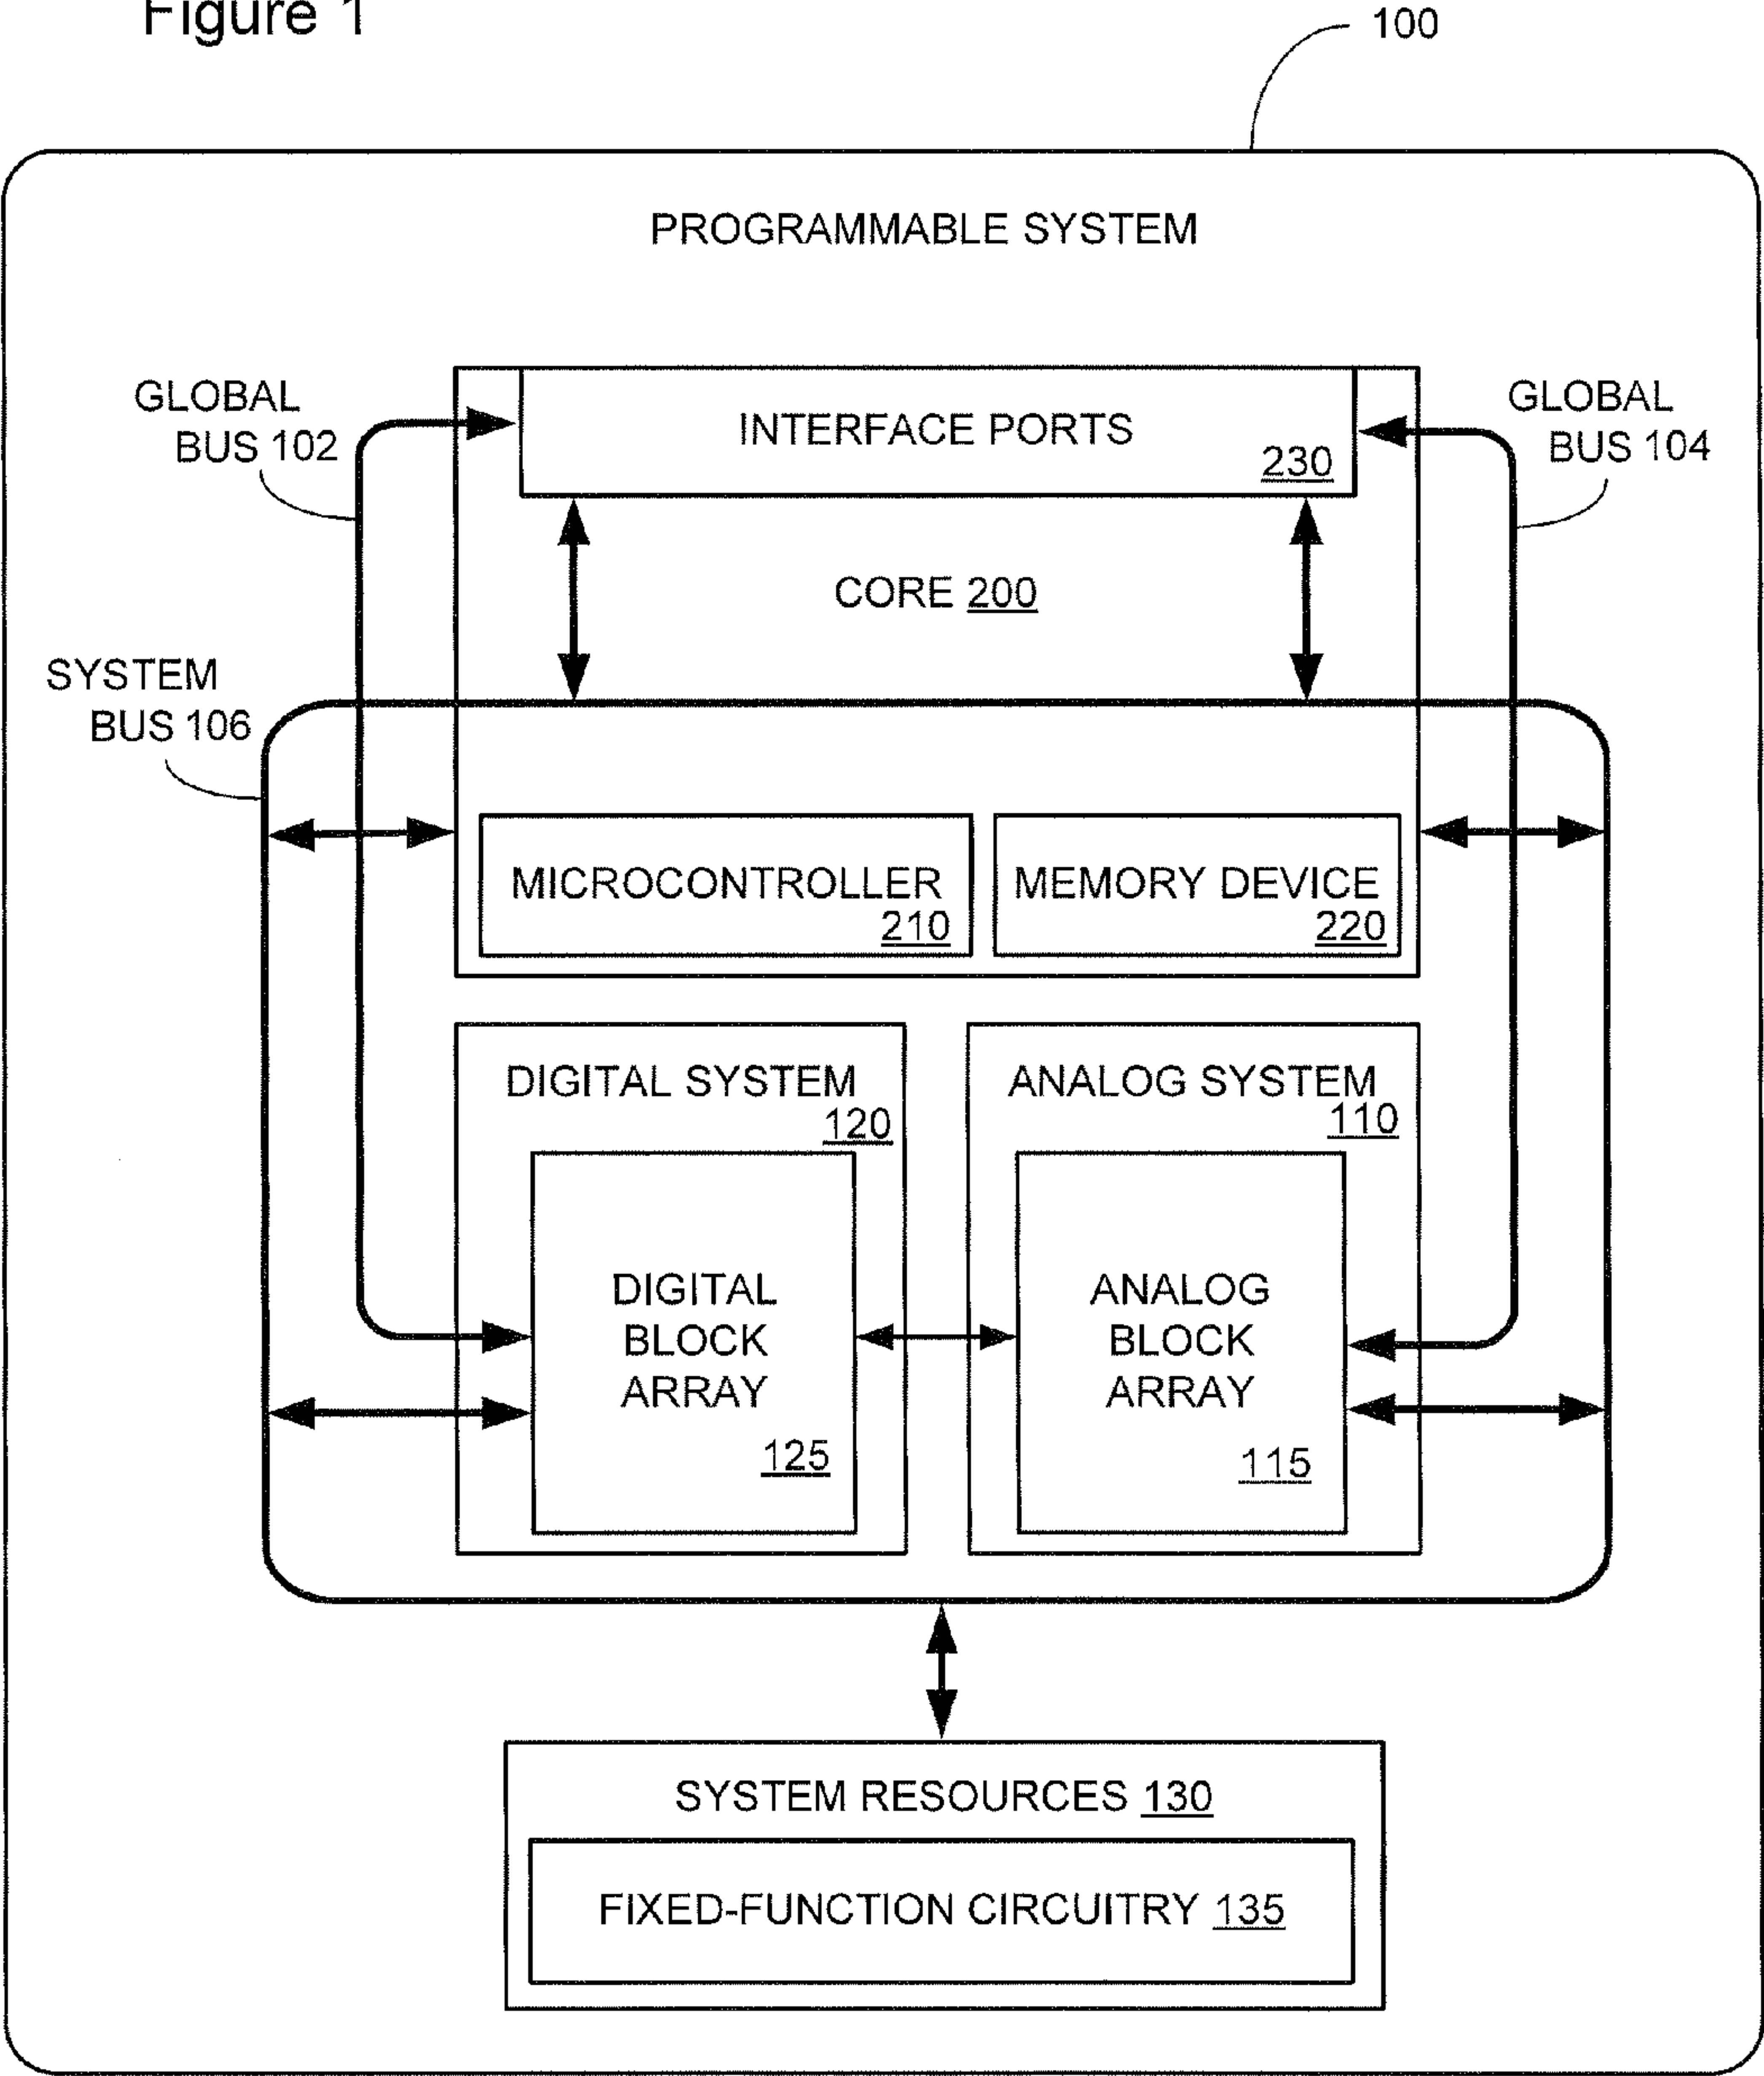 Figure 1
100
PROGRAMMABLE SYSTEM
GLOBAL
BUS 102
INTERFACE PORTS
230
GLOBAL
BUS 104
CORE 200
SYSTEM
BUS 106
MICROCONTROLLER
210
MEMORY DEVICE
220
DIGITAL SYSTEM
120
ANALOG SYSTEM
110
DIGITAL
BLOCK
ARRAY
125
ANALOG
BLOCK
ARRAY
115
SYSTEM RESOURCES 130
FIXED-FUNCTION CIRCUITRY 135